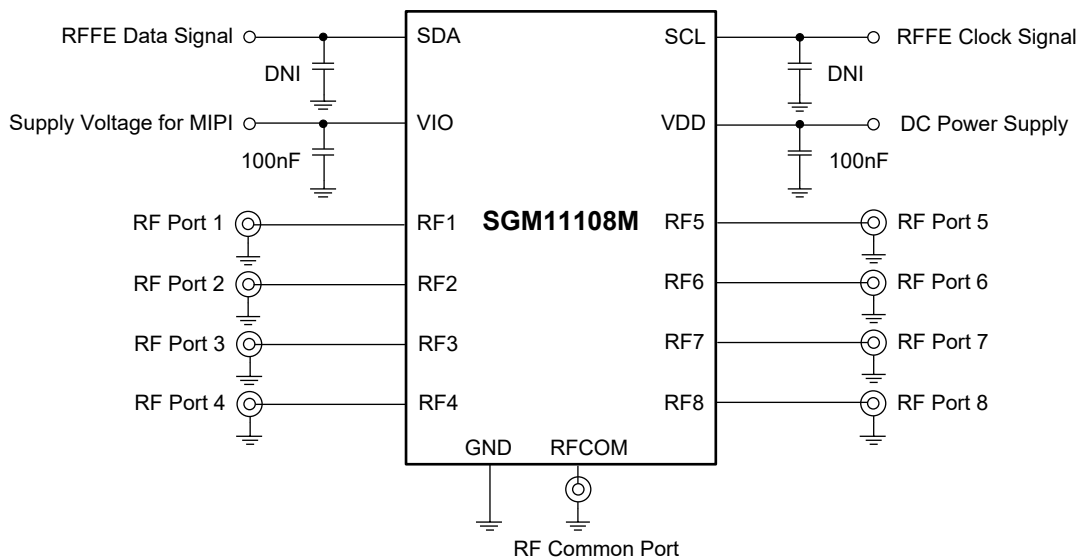 RFFE Data Signal
SDA
SCL
RFFE Clock Signal
DNI
DNI
Supply Voltage for MIPI
VIO
VDD
DC Power Supply
100nF
100nF
RF Port 1
RF1
SGM11108M
RF5
RF Port 5
RF Port 2
RF2
RF6
RF Port 6
RF Port 3
RF3
RF7
RF Port 7
RF Port 4
RF4
RF8
RF Port 8
GND
RFCOM
RF Common Port